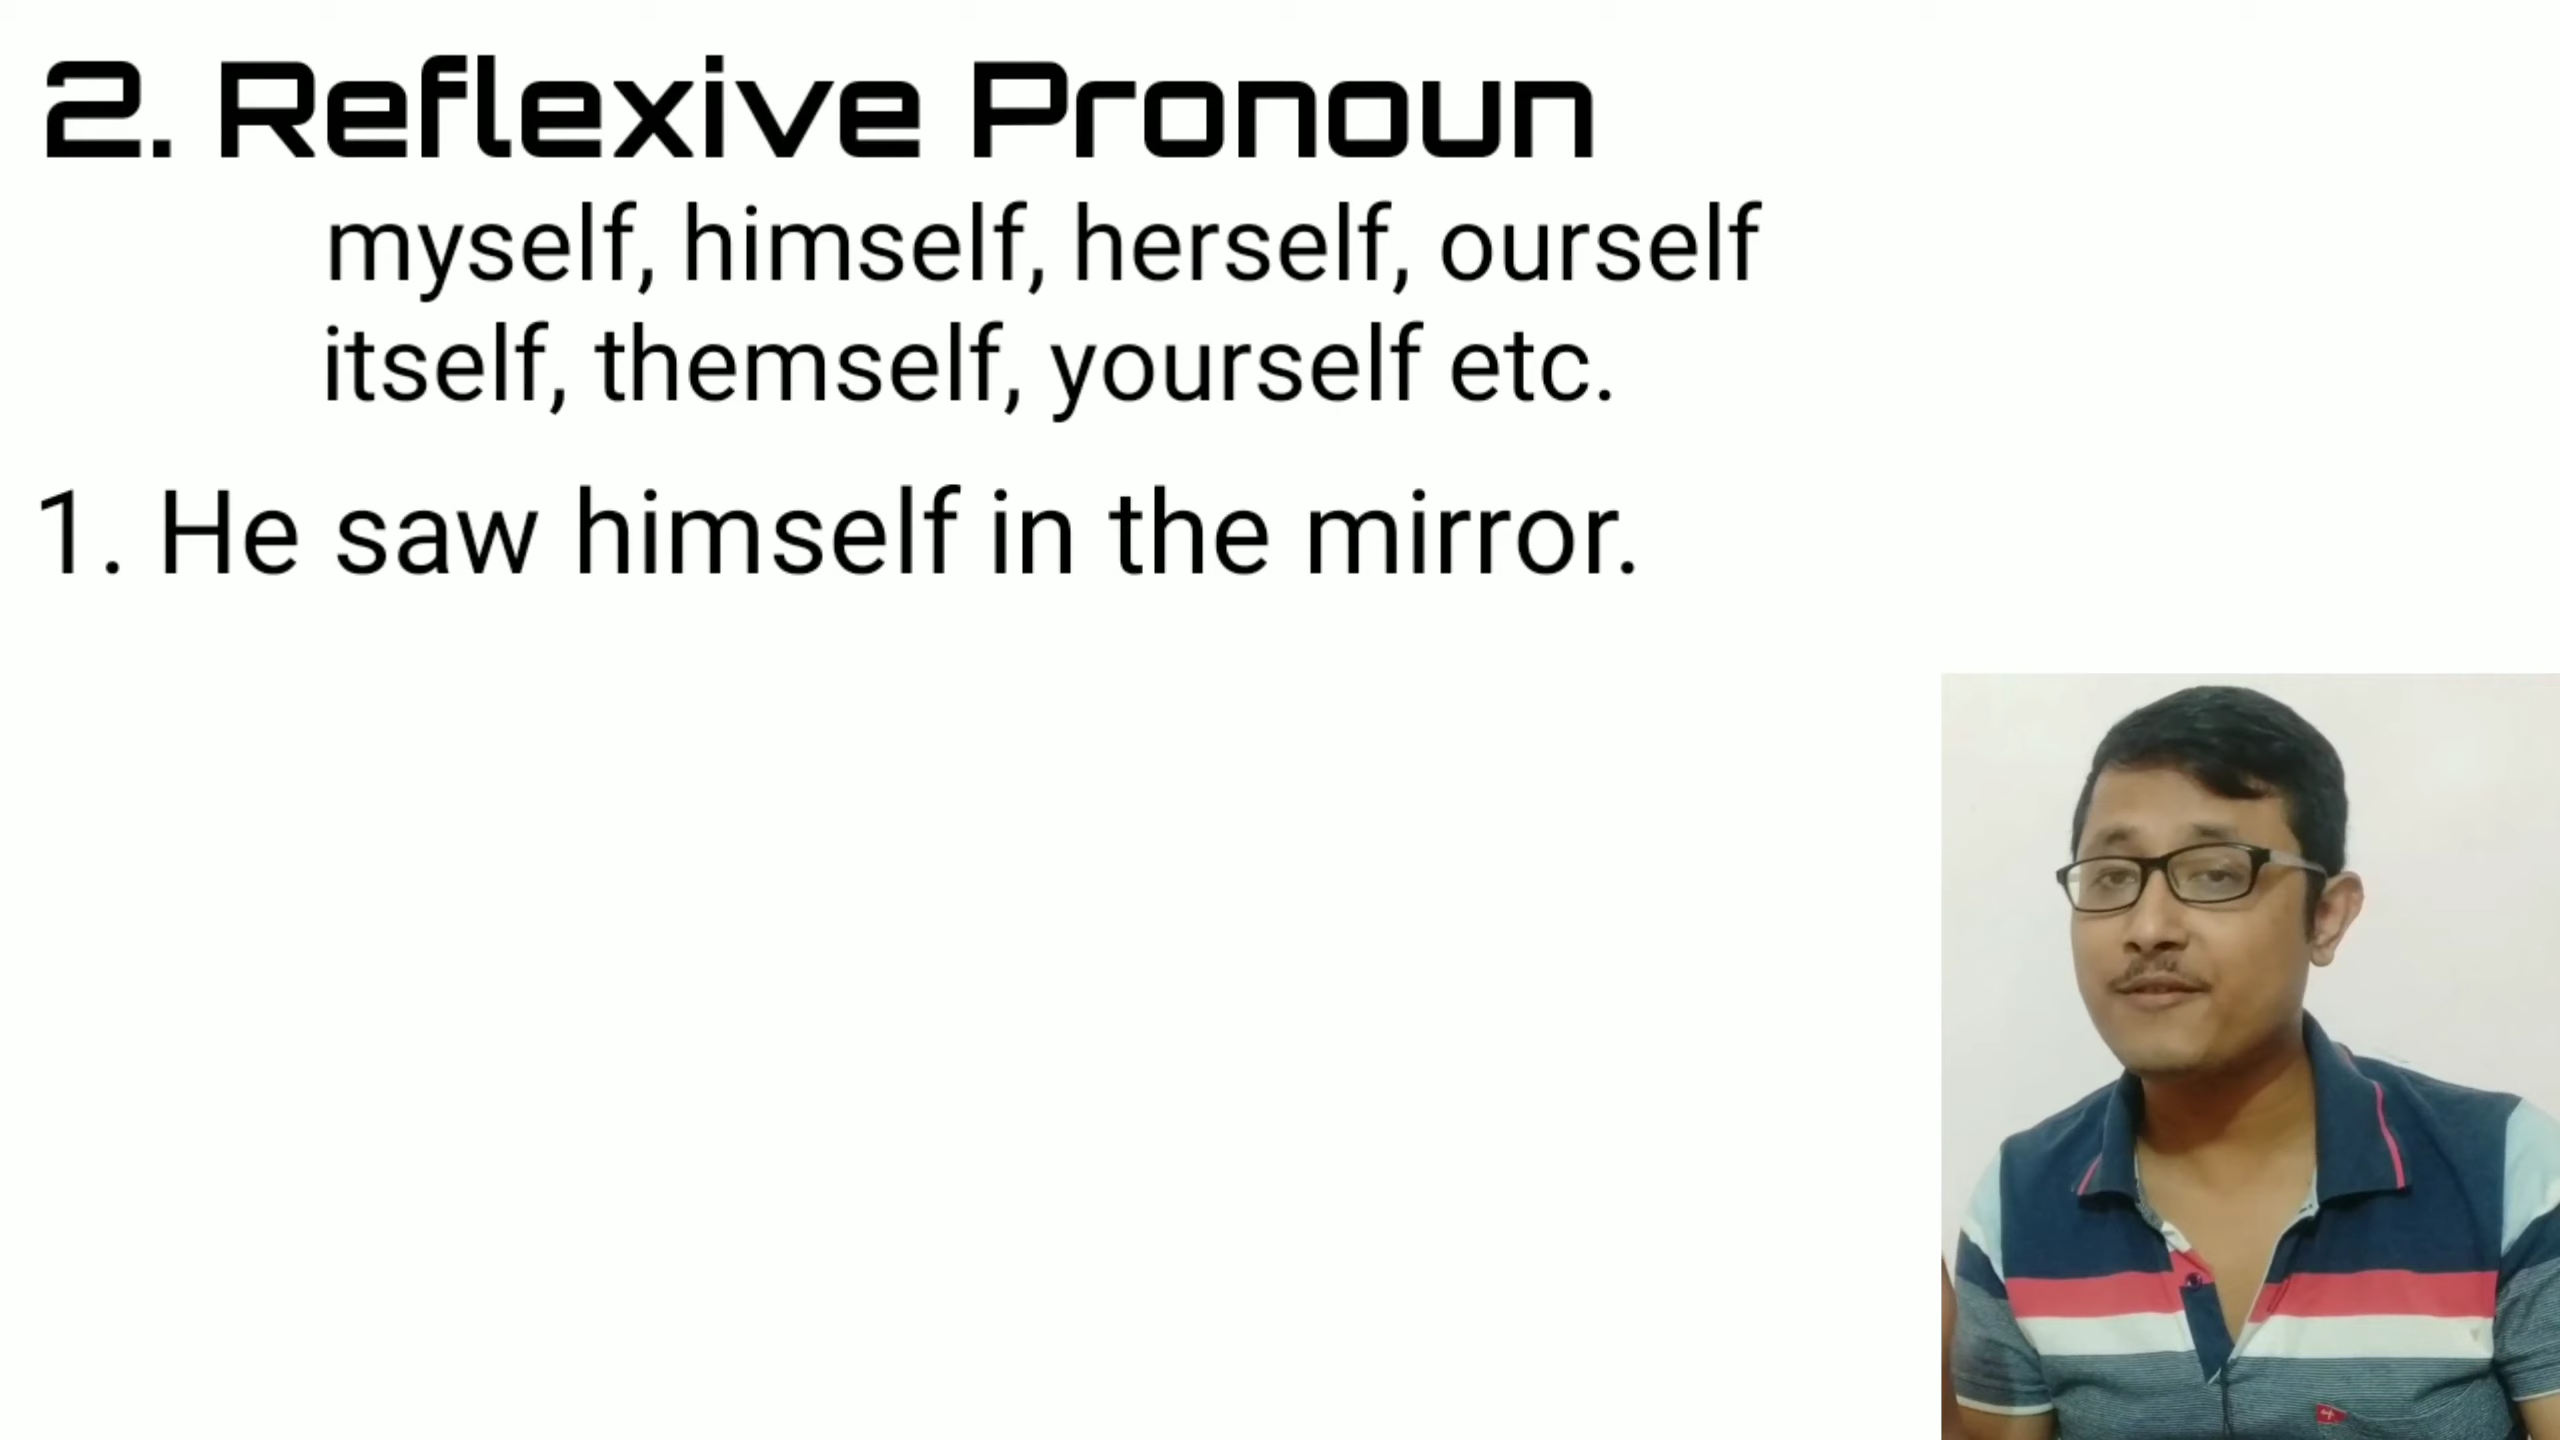 2. Reflexive Pronoun
myself, himself, herself, ourself
itself, themself, yourself etc.
1. He saw himself in the mirror.